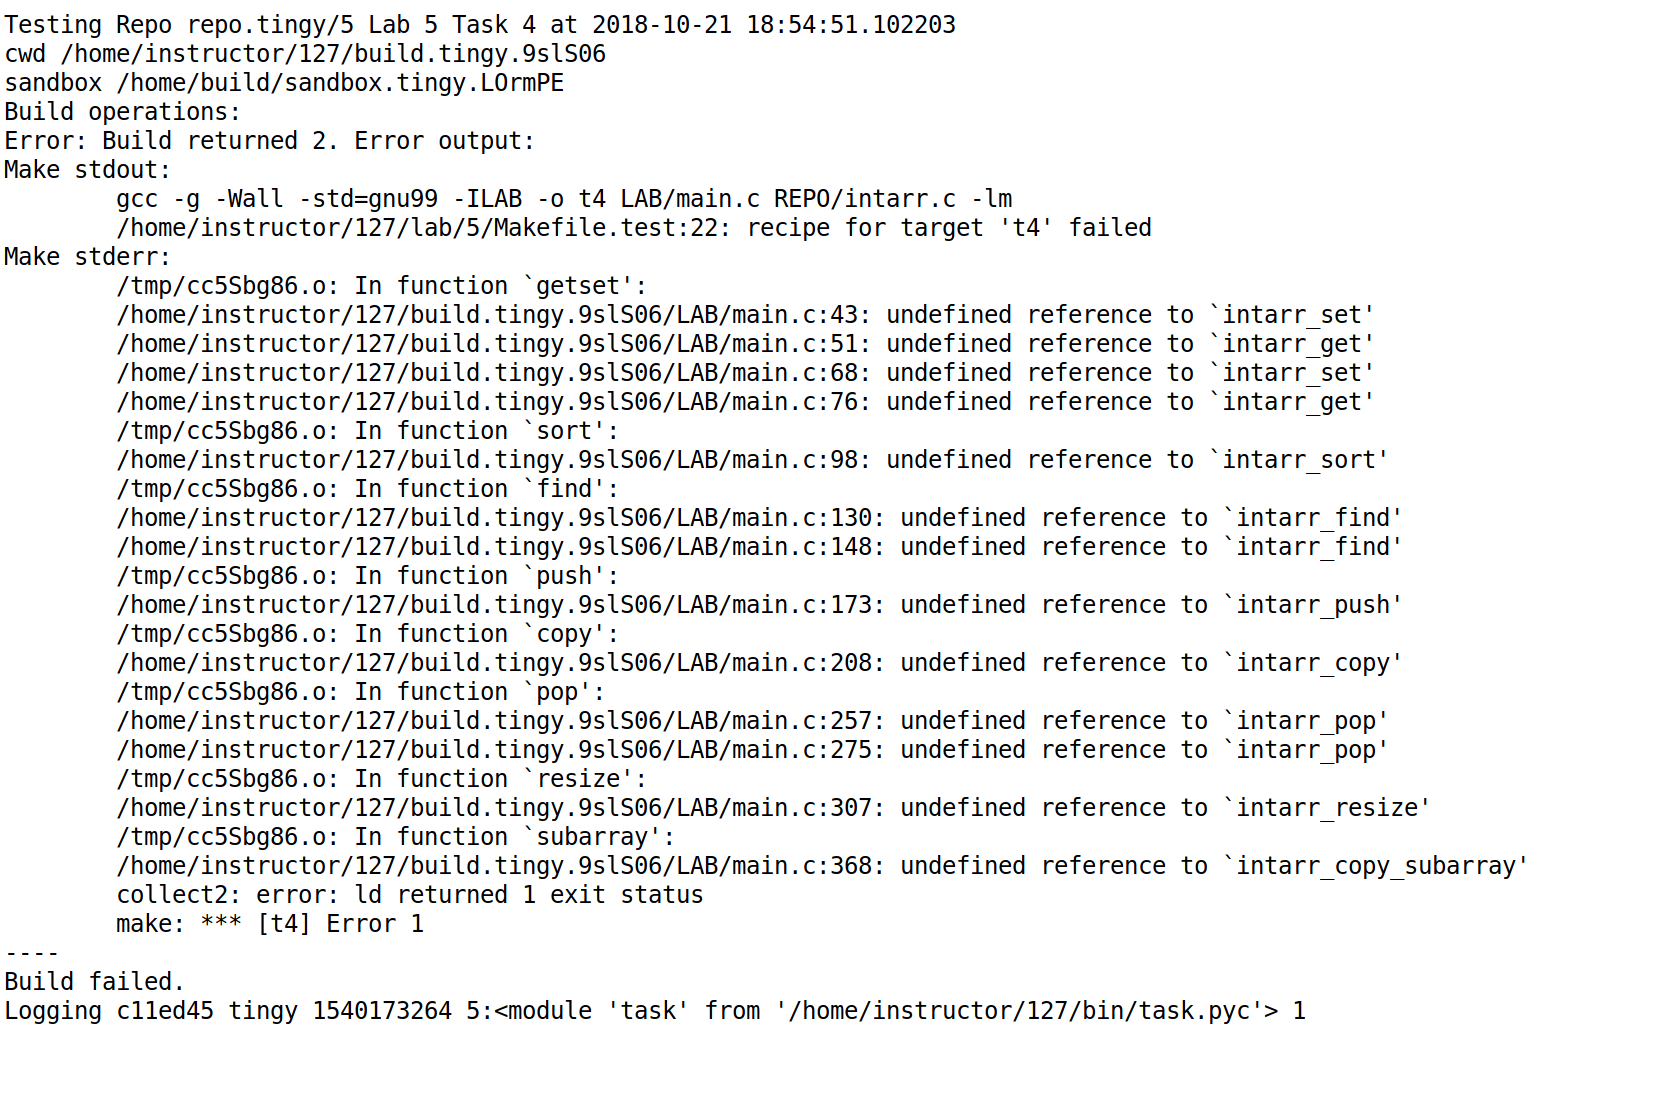 Testing Repo repo.tingy/5 Lab 5 Task 4 at 2018-10-21 18:54:51.102203
cwd /home/instructor/127/build.tingy.9slS06
sandbox /home/build/sandbox.tingy.LOrmPE
Build operations:
Error: Build returned 2. Error output:
Make stdout:
        gcc -g -Wall -std=gnu99 -ILAB -o t4 LAB/main.c REPO/intarr.c -lm
        /home/instructor/127/lab/5/Makefile.test:22: recipe for target 't4' failed
Make stderr:
        /tmp/cc5Sbg86.o: In function `getset':
        /home/instructor/127/build.tingy.9slS06/LAB/main.c:43: undefined reference to `intarr_set'
        /home/instructor/127/build.tingy.9slS06/LAB/main.c:51: undefined reference to `intarr_get'
        /home/instructor/127/build.tingy.9slS06/LAB/main.c:68: undefined reference to `intarr_set'
        /home/instructor/127/build.tingy.9slS06/LAB/main.c:76: undefined reference to `intarr_get'
        /tmp/cc5Sbg86.o: In function `sort':
        /home/instructor/127/build.tingy.9slS06/LAB/main.c:98: undefined reference to `intarr_sort'
        /tmp/cc5Sbg86.o: In function `find':
        /home/instructor/127/build.tingy.9slS06/LAB/main.c:130: undefined reference to `intarr_find'
        /home/instructor/127/build.tingy.9slS06/LAB/main.c:148: undefined reference to `intarr_find'
        /tmp/cc5Sbg86.o: In function `push':
        /home/instructor/127/build.tingy.9slS06/LAB/main.c:173: undefined reference to `intarr_push'
        /tmp/cc5Sbg86.o: In function `copy':
        /home/instructor/127/build.tingy.9slS06/LAB/main.c:208: undefined reference to `intarr_copy'
        /tmp/cc5Sbg86.o: In function `pop':
        /home/instructor/127/build.tingy.9slS06/LAB/main.c:257: undefined reference to `intarr_pop'
        /home/instructor/127/build.tingy.9slS06/LAB/main.c:275: undefined reference to `intarr_pop'
        /tmp/cc5Sbg86.o: In function `resize':
        /home/instructor/127/build.tingy.9slS06/LAB/main.c:307: undefined reference to `intarr_resize'
        /tmp/cc5Sbg86.o: In function `subarray':
        /home/instructor/127/build.tingy.9slS06/LAB/main.c:368: undefined reference to `intarr_copy_subarray'
        collect2: error: ld returned 1 exit status
        make: *** [t4] Error 1
----
Build failed.
Logging c11ed45 tingy 1540173264 5:<module 'task' from '/home/instructor/127/bin/task.pyc'> 1